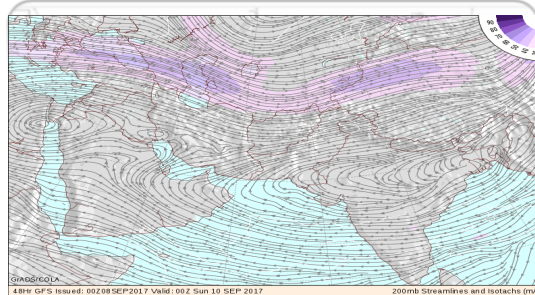 GrADS/COLA
48Hr GFS Issued: 00Z08SEP2017 Valid: 00Z Sun 10 SEP 2017 200mb Streamlines and Isotachs (m/